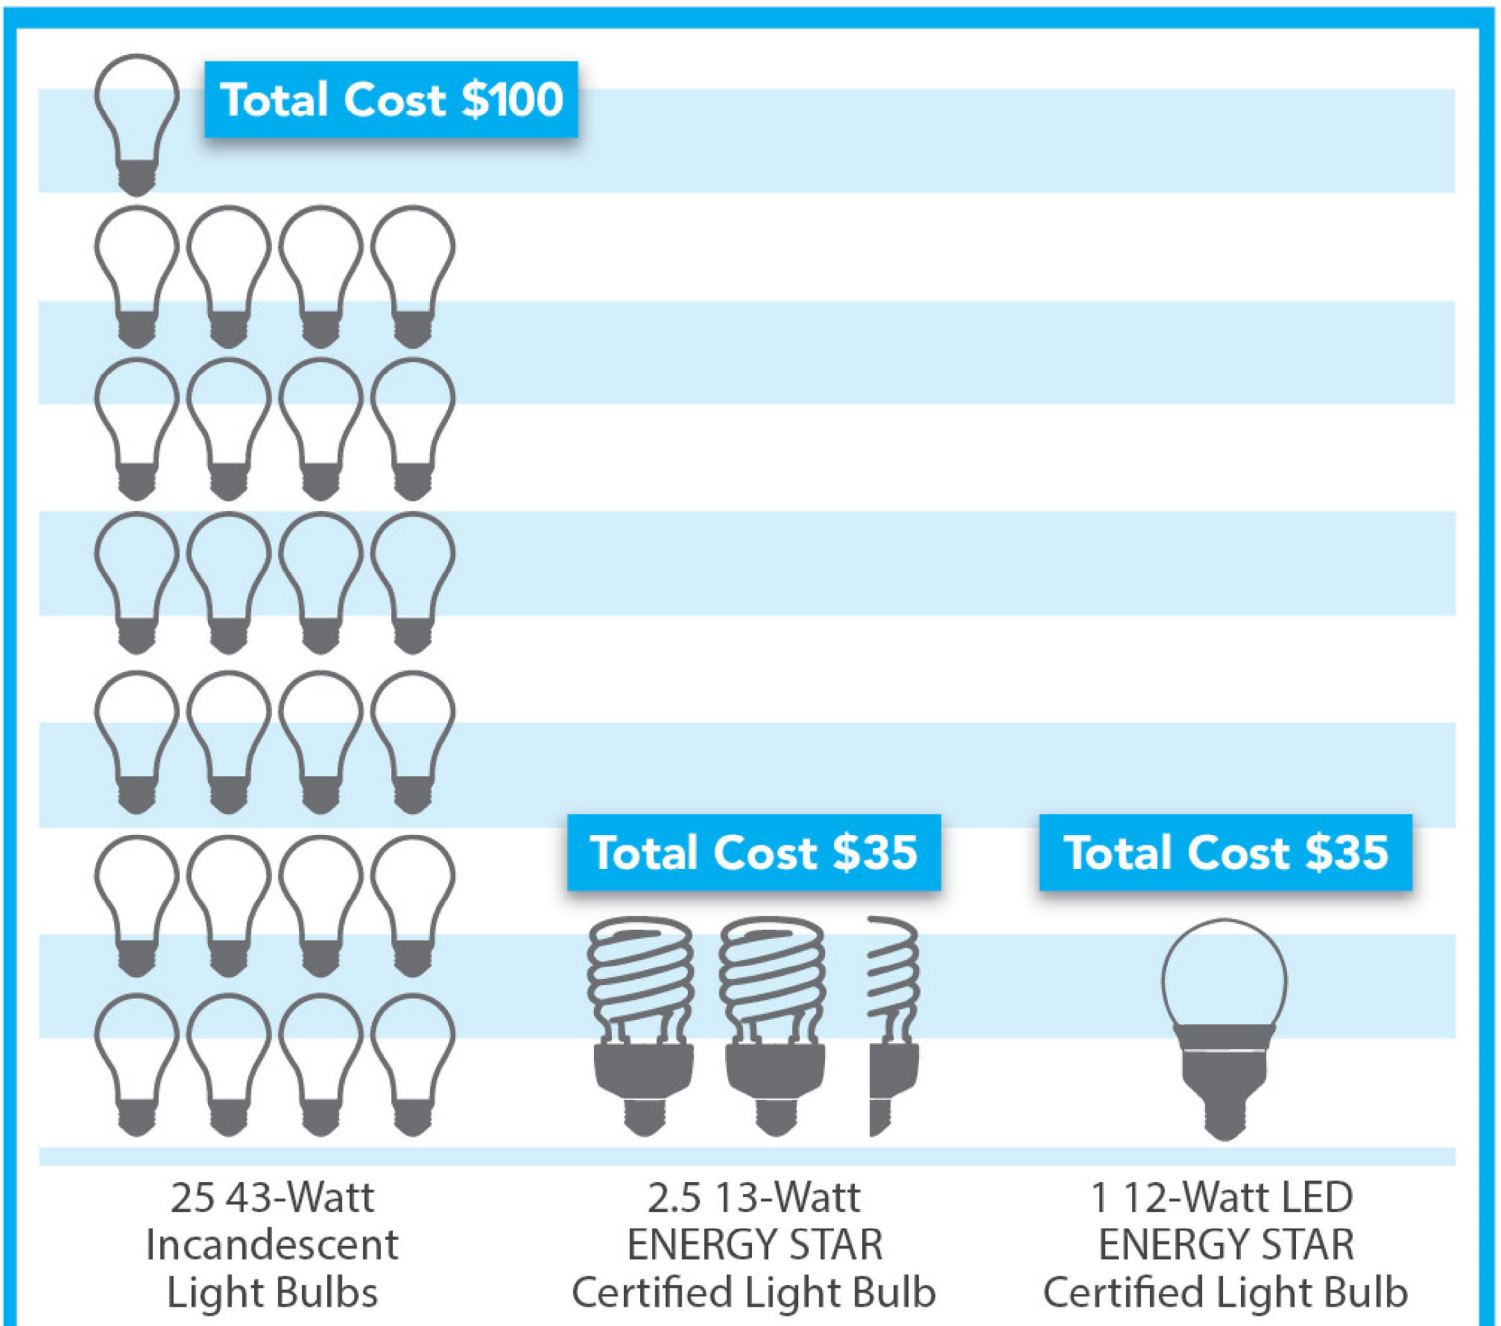 Total Cost $100
Total Cost $35
Total Cost $35
25 43-Watt
Incandescent
Light Bulbs
2.5 13-Watt
ENERGY STAR
Certified Light Bulb
1 12-Watt LED
ENERGY STAR
Certified Light Bulb